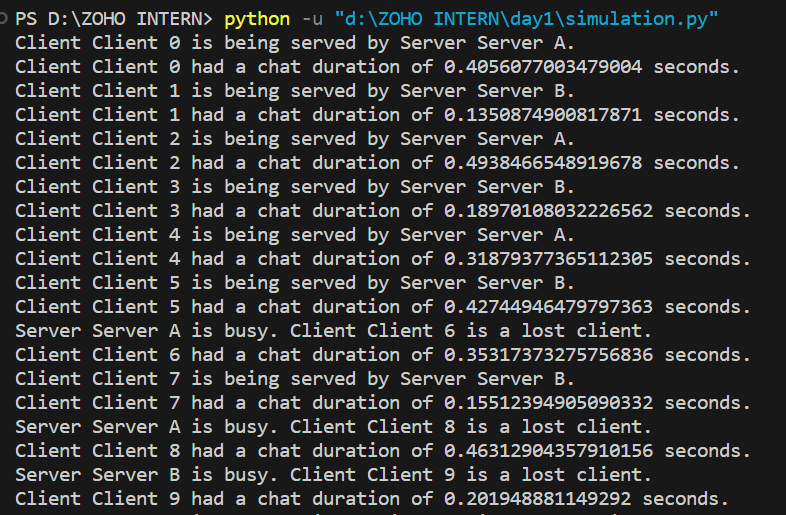 PS D:\ZOHO INTERN> python -u "d:\ZOHO INTERN\day1\simulation.py"
Client Client 0 is being served by Server Server A.
Client Client 0 had a chat duration of 0.4056077003479004 seconds.
Client Client 1 is being served by Server Server B.
Client Client 1 had a chat duration of 0.1350874900817871 seconds.
Client Client 2 is being served by Server Server A.
Client Client 2 had a chat duration of 0.4938466548919678 seconds.
Client Client 3 is being served by Server Server B.
Client Client 3 had a chat duration of 0.18970108032226562 seconds.
Client Client 4 is being served by Server Server A.
Client Client 4 had a chat duration of 0.31879377365112305 seconds.
Client Client 5 is being served by Server Server B.
Client Client 5 had a chat duration of 0.42744946479797363 seconds.
Server Server A is busy. Client Client 6 is a lost client.
Client Client 6 had a chat duration of 0.35317373275756836 seconds.
Client Client 7 is being served by Server Server B.
Client Client 7 had a chat duration of 0.15512394905090332 seconds.
Server Server A is busy. Client Client 8 is a lost client.
Client Client 8 had a chat duration of 0.46312904357910156 seconds.
Server Server B is busy. Client Client 9 is a lost client.
Client Client 9 had a chat duration of 0.201948881149292 seconds.